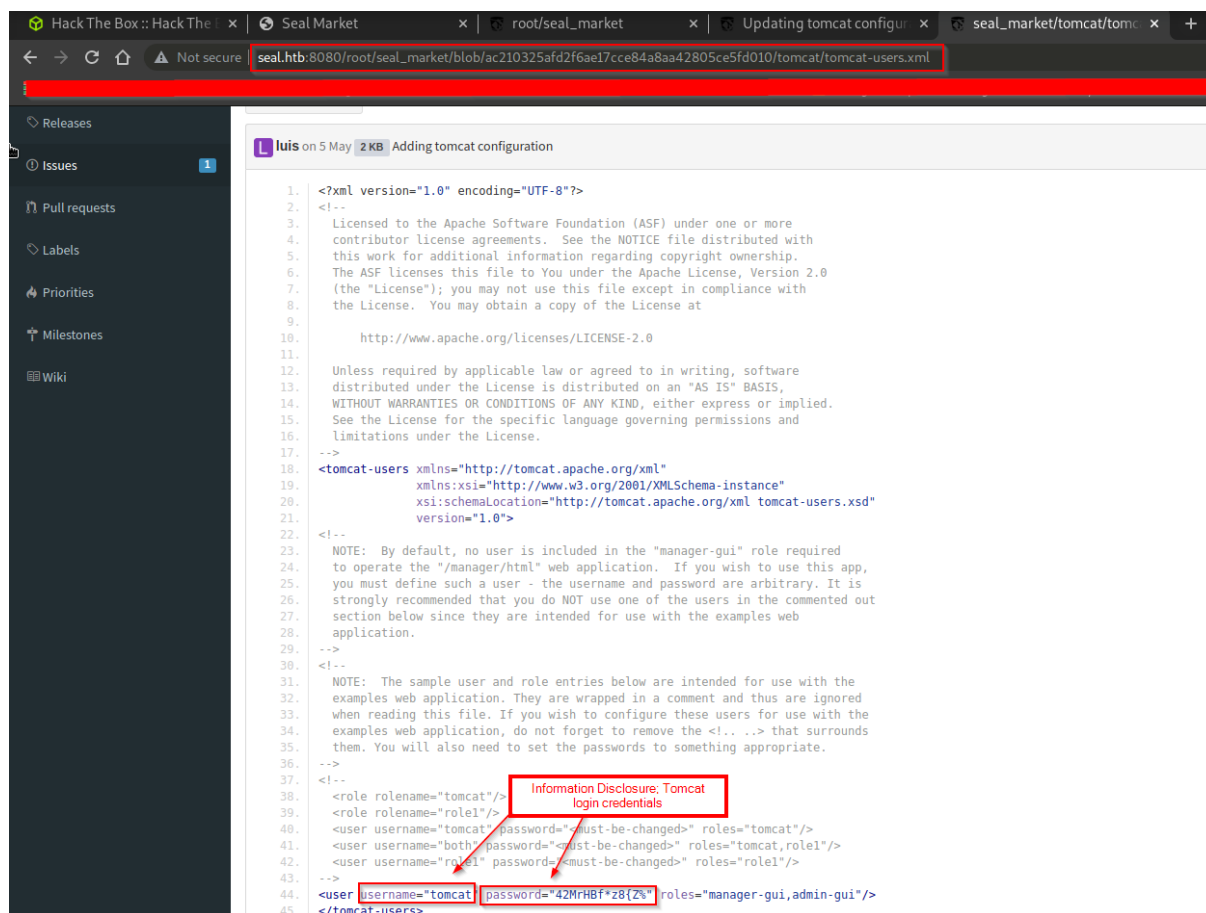 Hack The Box :: Hack The
Seal Market
root/seal_market
Updating tomcat configur
seal_market/tomcat/tomc
Not secure
seal.htb:8080/root/seal_market/blob/ac210325afd2f6ae17cce84a8aa42805ce5fd010/tomcat/tomcat-users.xml
Releases
Issues 1
Pull requests
Labels
Priorities
Milestones
Wiki
L luis on 5 May 2 KB Adding tomcat configuration
1. <?xml version="1.0" encoding="UTF-8"?>
2. <!--
3. Licensed to the Apache Software Foundation (ASF) under one or more
4. contributor license agreements. See the NOTICE file distributed with
5. this work for additional information regarding copyright ownership.
6. The ASF licenses this file to You under the Apache License, Version 2.0
7. (the "License"); you may not use this file except in compliance with
8. the License. You may obtain a copy of the License at
9.
10. http://www.apache.org/licenses/LICENSE-2.0
11.
12. Unless required by applicable law or agreed to in writing, software
13. distributed under the License is distributed on an "AS IS" BASIS,
14. WITHOUT WARRANTIES OR CONDITIONS OF ANY KIND, either express or implied.
15. See the License for the specific language governing permissions and
16. limitations under the License.
17. -->
18. <tomcat-users xmlns="http://tomcat.apache.org/xml"
19. xmlns:xsi="http://www.w3.org/2001/XMLSchema-instance"
20. xsi:schemaLocation="http://tomcat.apache.org/xml tomcat-users.xsd"
21. version="1.0">
22. <!--
23. NOTE: By default, no user is included in the "manager-gui" role required
24. to operate the "/manager/html" web application. If you wish to use this app,
25. you must define such a user - the username and password are arbitrary. It is
26. strongly recommended that you do NOT use one of the users in the commented out
27. section below since they are intended for use with the examples web
28. application.
29. -->
30. <!--
31. NOTE: The sample user and role entries below are intended for use with the
32. examples web application. They are wrapped in a comment and thus are ignored
33. when reading this file. If you wish to configure these users for use with the
34. examples web application, do not forget to remove the <!.. ..> that surrounds
35. them. You will also need to set the passwords to something appropriate.
36. -->
37. <!--
38. <role rolename="tomcat"/>
39. <role rolename="role1"/>
Information Disclosure; Tomcat
login credentials
40. <user username="tomcat" password="<must-be-changed>" roles="tomcat"/>
41. <user username="both" password="<must-be-changed>" roles="tomcat,role1"/>
42. <user username="role1" password="<must-be-changed>" roles="role1"/>
43. -->
44. <user username="tomcat" password="42MrHBf*z8{Z%" roles="manager-gui,admin-gui"/>
45. </tomcat-users>